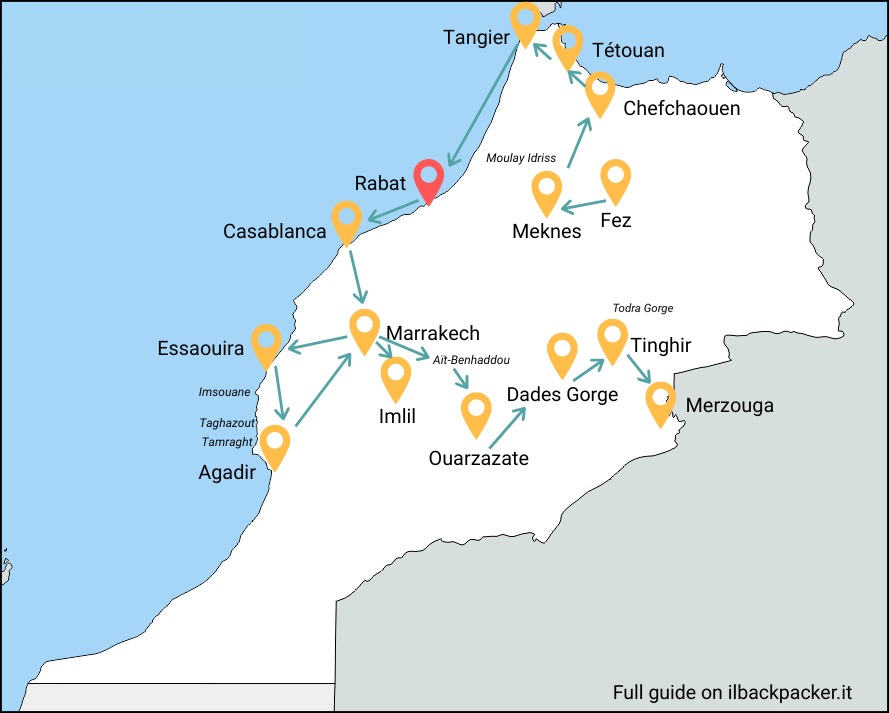 Tangier
Tétouan
Chefchaouen
Moulay Idriss
Rabat
Meknes
Fez
Casablanca
Todra Gorge
Marrakech
Essaouira
Tinghir
Aït-Benhaddou
Imsouane
Dades Gorge
Merzouga
Imlil
Taghazout
Tamraght
Ouarzazate
Agadir
Full guide on ilbackpacker.it